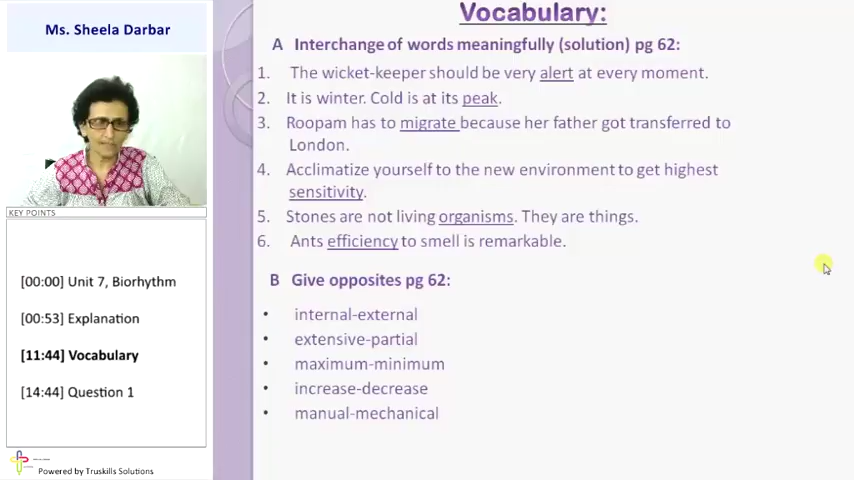 Ms. Sheela Darbar
KEY POINTS
[00:00] Unit 7, Biorhythm
[00:53] Explanation
[11:44] Vocabulary
[14:44] Question 1
Powered by Truskills Solutions
Vocabulary:
A Interchange of words meaningfully (solution) pg 62:
1. The wicket-keeper should be very alert at every moment.
2. It is winter. Cold is at its peak.
3. Roopam has to migrate because her father got transferred to
London.
4. Acclimatize yourself to the new environment to get highest
sensitivity.
5. Stones are not living organisms. They are things.
6. Ants efficiency to smell is remarkable.
B Give opposites pg 62:
• internal-external
• extensive-partial
• maximum-minimum
• increase-decrease
• manual-mechanical